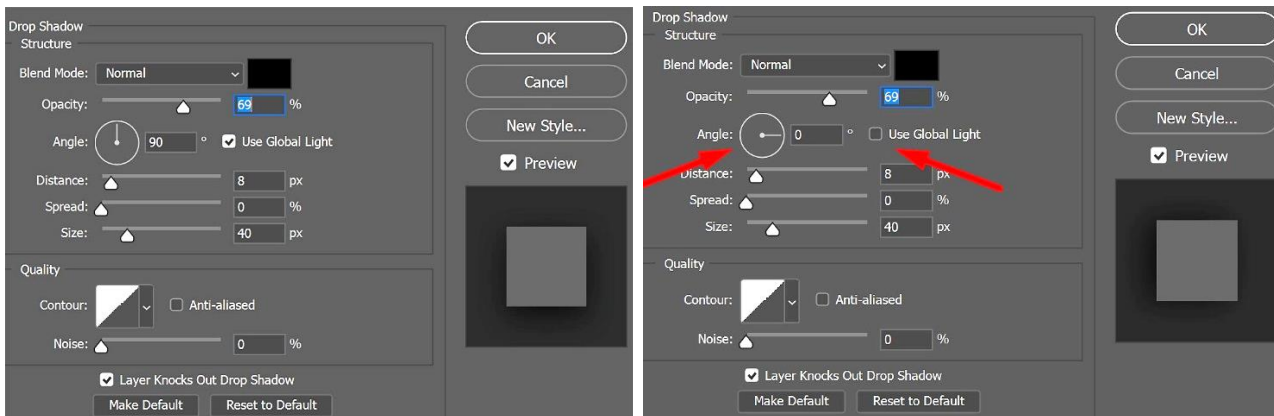 Drop Shadow
Structure
Blend Mode: Normal
Opacity: 69 %
Angle: 90 ° Use Global Light
Distance: 8 px
Spread: 0 %
Size: 40 px
Quality
Contour: Anti-aliased
Noise: 0 %
Layer Knocks Out Drop Shadow
Make Default Reset to Default
OK
Cancel
New Style...
Preview
Drop Shadow
Structure
Blend Mode: Normal
Opacity: 69 %
Angle: 0 ° Use Global Light
Distance: 8 px
Spread: 0 %
Size: 40 px
Quality
Contour: Anti-aliased
Noise: 0 %
Layer Knocks Out Drop Shadow
Make Default Reset to Default
OK
Cancel
New Style...
Preview